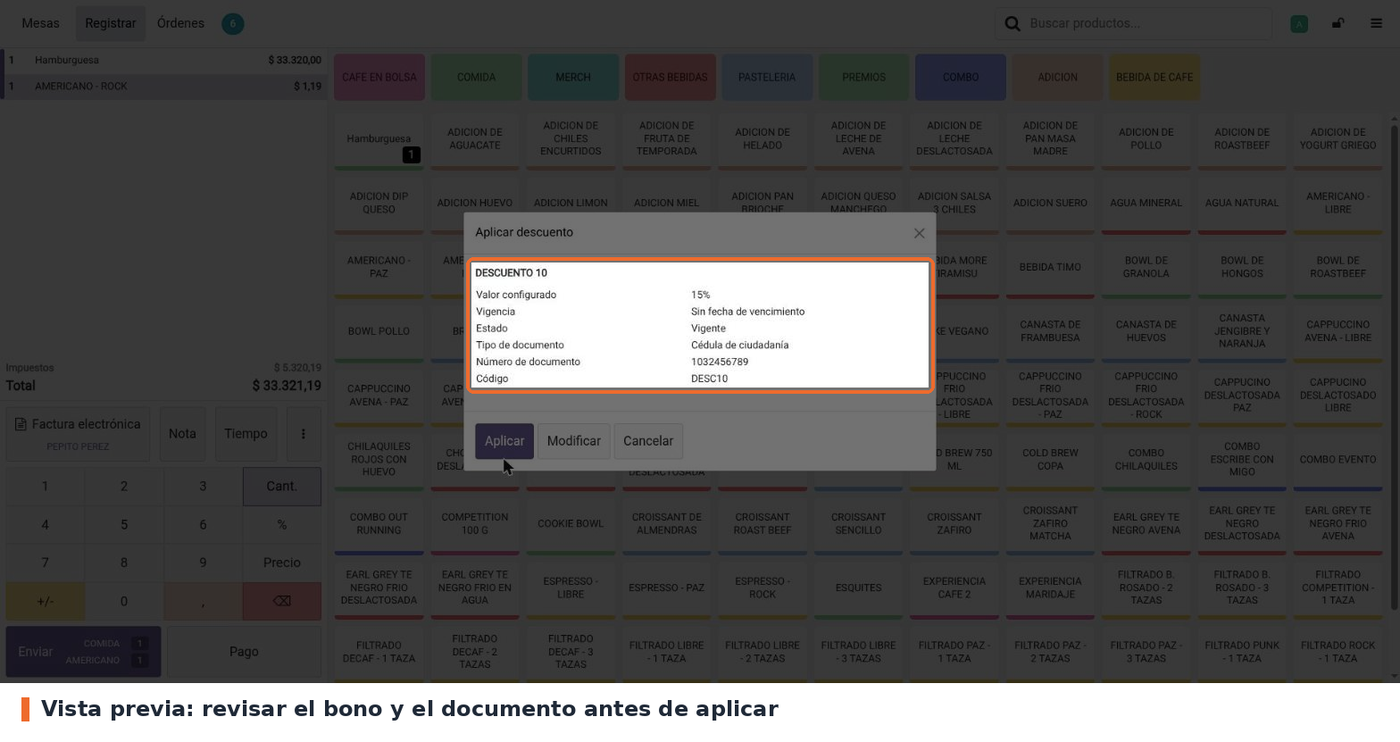 Mesas Registrar Órdenes 6 Buscar productos... A
1 Hamburguesa $ 33.320,00
1 AMERICANO - ROCK $ 1,19
CAFE EN BOLSA COMIDA MERCH OTRAS BEBIDAS PASTELERIA PREMIOS COMBO ADICION BEBIDA DE CAFE
Hamburguesa 1
ADICION DE AGUACATE
ADICION DE CHILES ENCURTIDOS
ADICION DE FRUTA DE TEMPORADA
ADICION DE HELADO
ADICION DE LECHE DE AVENA
ADICION DE LECHE DESLACTOSADA
ADICION DE PAN MASA MADRE
ADICION DE POLLO
ADICION DE ROASTBEEF
ADICION DE YOGURT GRIEGO
ADICION DIP QUESO
ADICION HUEVO
ADICION LIMON
ADICION MIEL
ADICION PAN BRIOCHE
ADICION QUESO MANCHEGO
ADICION SALSA 3 CHILES
ADICION SUERO
AGUA MINERAL
AGUA NATURAL
AMERICANO - LIBRE
AMERICANO - PAZ
BEBIDA TIMO
BOWL DE GRANOLA
BOWL DE HONGOS
BOWL DE ROASTBEEF
BOWL POLLO
CANASTA DE FRAMBUESA
CANASTA DE HUEVOS
CANASTA JENGIBRE Y NARANJA
CAPPUCCINO AVENA - LIBRE
Aplicar descuento
DESCUENTO 10
Valor configurado 15%
Vigencia Sin fecha de vencimiento
Estado Vigente
Tipo de documento Cédula de ciudadanía
Número de documento 1032456789
Código DESC10
Aplicar Modificar Cancelar
CAPPUCCINO AVENA - PAZ
CAPPUCCINO FRIO DESLACTOSADA - PAZ
CAPPUCCINO FRIO DESLACTOSADA - ROCK
CAPPUCINO DESLACTOSADA PAZ
CAPPUCINO DESLACTOSADO LIBRE
CHILAQUILES ROJOS CON HUEVO
COLD BREW COPA
COMBO CHILAQUILES
COMBO ESCRIBE CON MIGO
COMBO EVENTO
COMBO OUT RUNNING
COMPETITION 100 G
COOKIE BOWL
CROISSANT DE ALMENDRAS
CROISSANT ROAST BEEF
CROISSANT SENCILLO
CROISSANT ZAFIRO
CROISSANT ZAFIRO MATCHA
EARL GREY TE NEGRO AVENA
EARL GREY TE NEGRO DESLACTOSADA
EARL GREY TE NEGRO FRIO AVENA
EARL GREY TE NEGRO FRIO DESLACTOSADA
EARL GREY TE NEGRO FRIO EN AGUA
ESPRESSO - LIBRE
ESPRESSO - PAZ
ESPRESSO - ROCK
ESQUITES
EXPERIENCIA CAFE 2
EXPERIENCIA MARIDAJE
FILTRADO B. ROSADO - 2 TAZAS
FILTRADO B. ROSADO - 3 TAZAS
FILTRADO COMPETITION - 1 TAZA
FILTRADO DECAF - 1 TAZA
FILTRADO DECAF - 2 TAZAS
FILTRADO DECAF - 3 TAZAS
FILTRADO LIBRE - 1 TAZA
FILTRADO LIBRE - 2 TAZAS
FILTRADO LIBRE - 3 TAZAS
FILTRADO PAZ - 1 TAZA
FILTRADO PAZ - 2 TAZAS
FILTRADO PAZ - 3 TAZAS
FILTRADO PUNK - 1 TAZA
FILTRADO ROCK - 1 TAZA
Impuestos $ 5.320,19
Total $ 33.321,19
Factura electrónica
PEPITO PEREZ
Nota Tiempo
1 2 3 Cant.
4 5 6 %
7 8 9 Precio
+/- 0 ,
Enviar COMIDA 1
AMERICANO 1
Pago
Vista previa: revisar el bono y el documento antes de aplicar